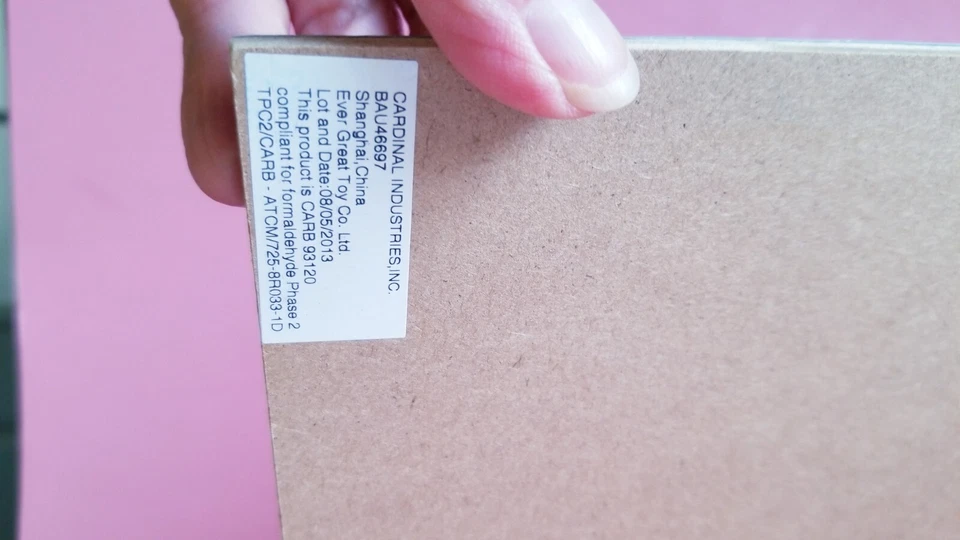 CARDINAL INDUSTRIES,INC.
BAU46697
Shanghai,China
Ever Great Toy Co. Ltd.
Lot and Date:08/05/2013
This product is CARB 93120
compliant for formaldehyde Phase 2
TPC2/CARB - ATCM/725-8R033-1D